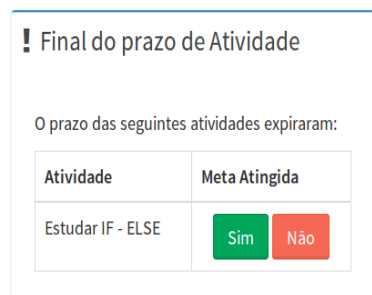 ! Final do prazo de Atividade
O prazo das seguintes atividades expiraram:
Atividade Meta Atingida
Estudar IF - ELSE Sim Não